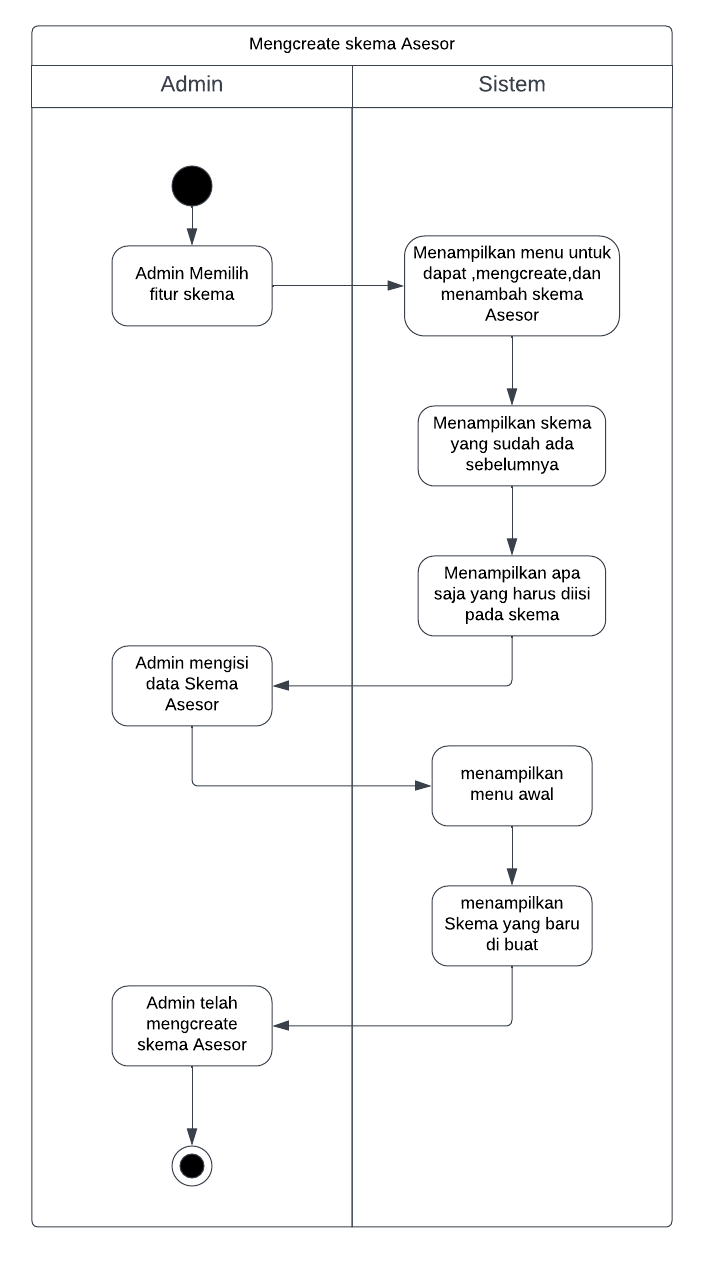 Mengcreate skema Asesor
Admin
Sistem
Admin Memilih
fitur skema
Menampilkan menu untuk
dapat ,mengcreate,dan
menambah skema
Asesor
Menampilkan skema
yang sudah ada
sebelumnya
Menampilkan apa
saja yang harus diisi
pada skema
Admin mengisi
data Skema
Asesor
menampilkan
menu awal
menampilkan
Skema yang baru
di buat
Admin telah
mengcreate
skema Asesor